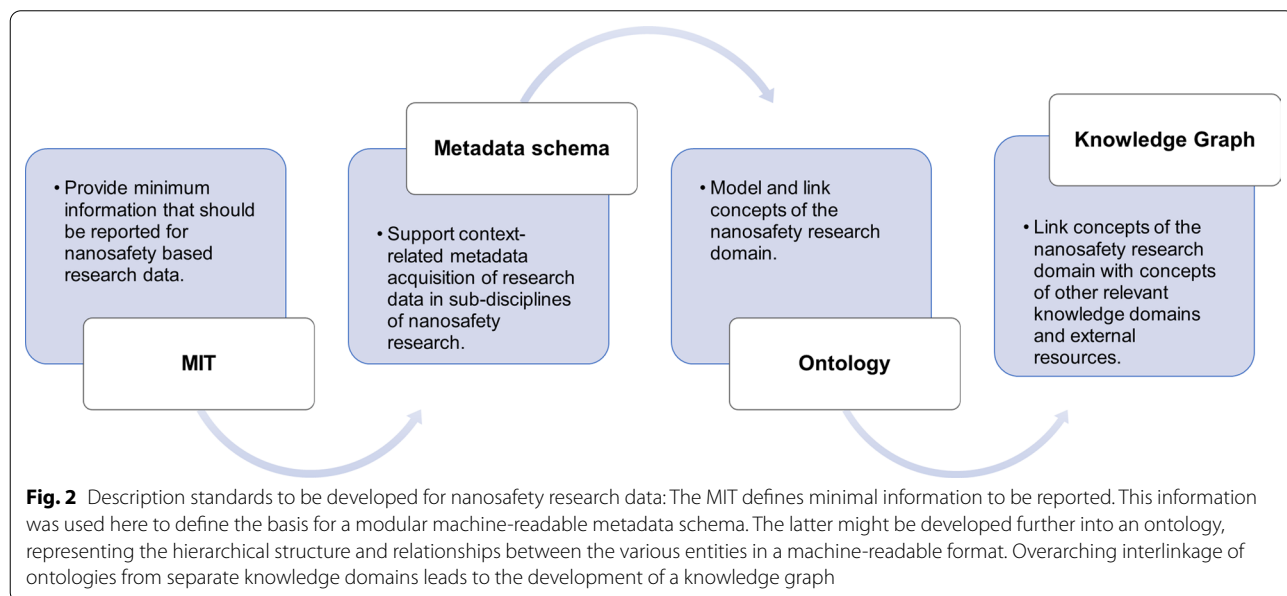 • Provide minimum
information that should
be reported for
nanosafety based
research data.
MIT
Metadata schema
• Support context-
related metadata
acquisition of research
data in sub-disciplines
of nanosafety
research.
• Model and link
concepts of the
nanosafety research
domain.
Ontology
Knowledge Graph
• Link concepts of the
nanosafety research
domain with concepts
of other relevant
knowledge domains
and external
resources.
Fig. 2 Description standards to be developed for nanosafety research data: The MIT defines minimal information to be reported. This information
was used here to define the basis for a modular machine-readable metadata schema. The latter might be developed further into an ontology,
representing the hierarchical structure and relationships between the various entities in a machine-readable format. Overarching interlinkage of
ontologies from separate knowledge domains leads to the development of a knowledge graph